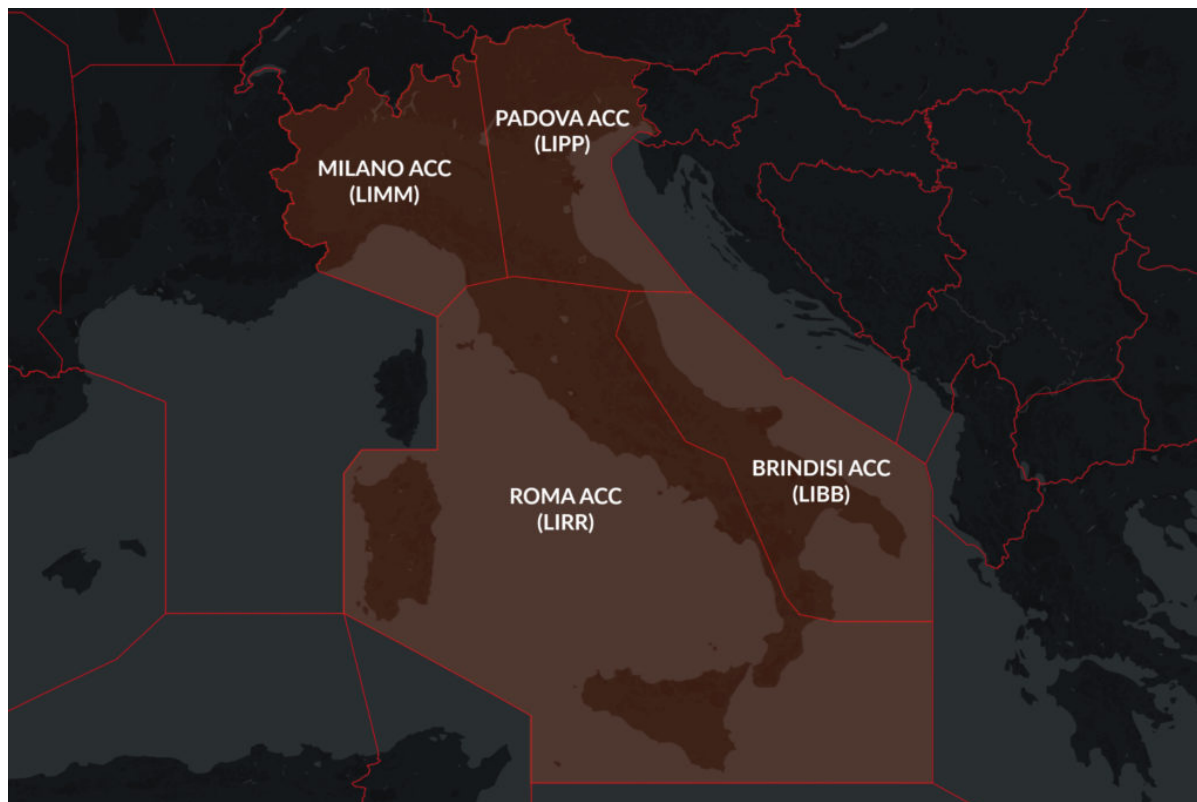 PADOVA ACC
(LIPP)
MILANO ACC
(LIMM)
BRINDISI ACC
(LIBB)
ROMA ACC
(LIRR)